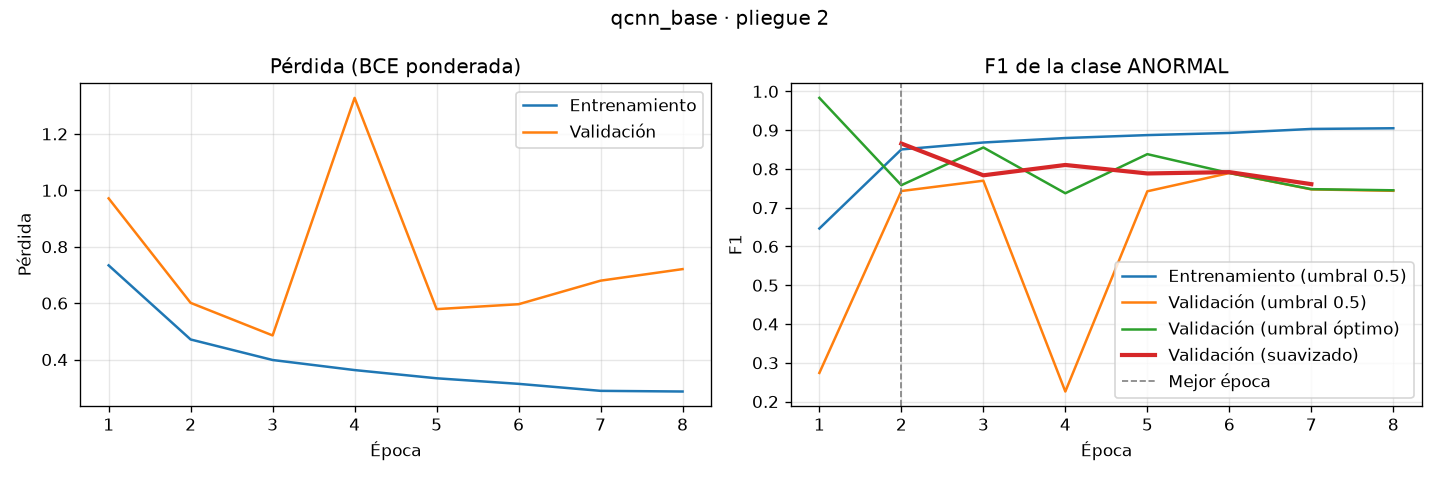 qcnn_base · pliegue 2
Pérdida (BCE ponderada)
Entrenamiento
Validación
1.2
1.0
0.8
0.6
0.4
Pérdida
1 2 3 4 5 6 7 8
Época
F1 de la clase ANORMAL
1.0
0.9
0.8
0.7
0.6
0.5
0.4
0.3
0.2
F1
Entrenamiento (umbral 0.5)
Validación (umbral 0.5)
Validación (umbral óptimo)
Validación (suavizado)
Mejor época
1 2 3 4 5 6 7 8
Época